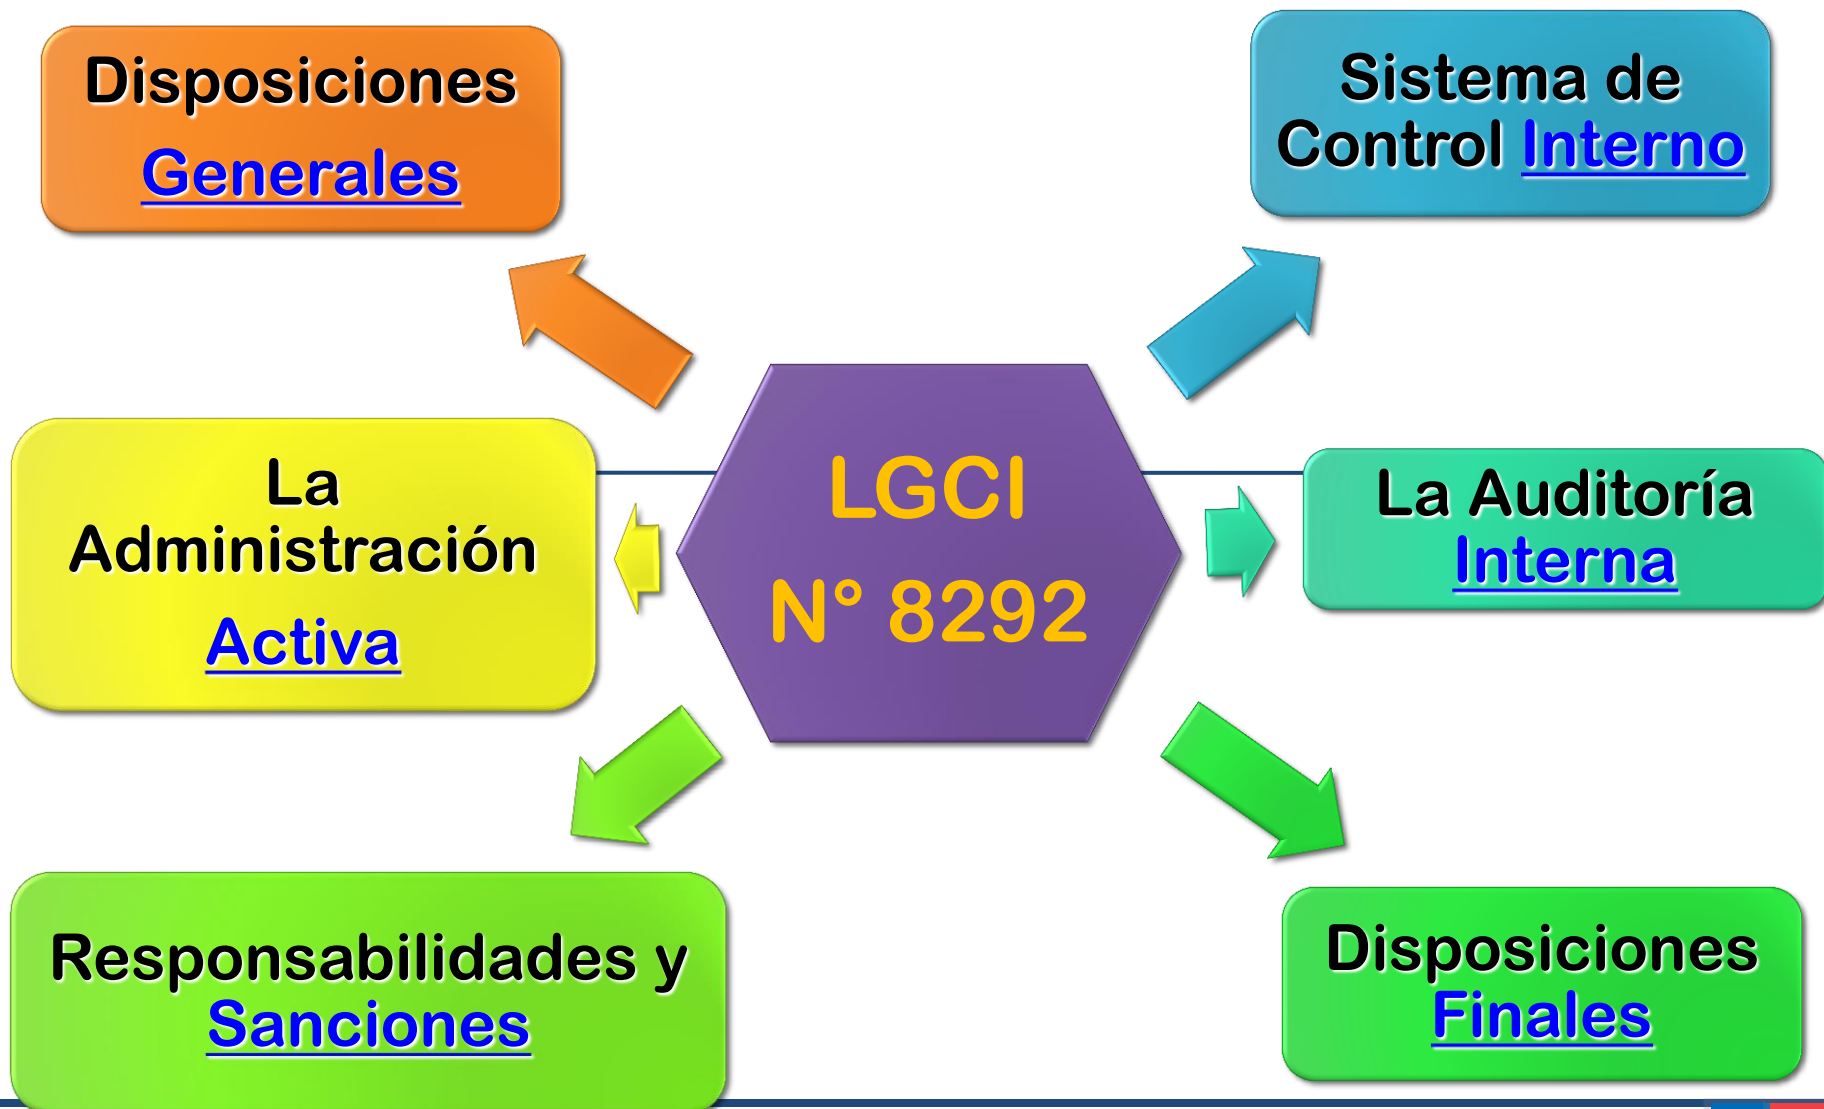 Disposiciones
Generales
Sistema de
Control Interno
La
Administración
Activa
LGCI
N° 8292
La Auditoría
Interna
Responsabilidades y
Sanciones
Disposiciones
Finales